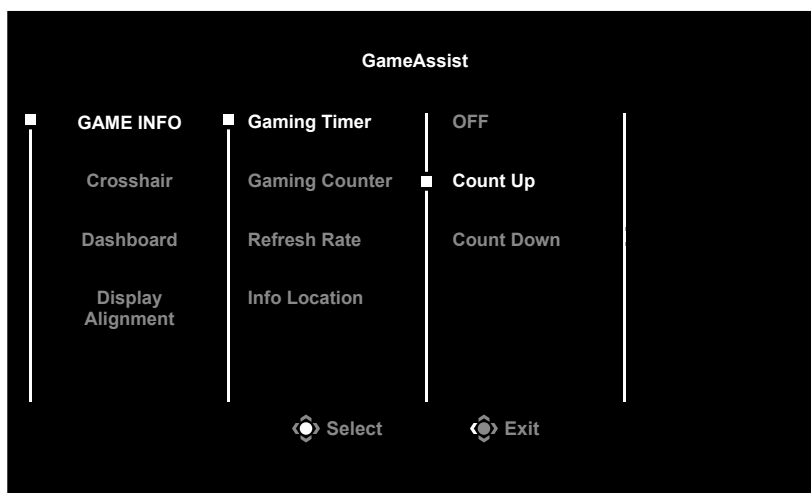 GameAssist
GAME INFO
Crosshair
Dashboard
Display
Alignment
Gaming Timer
Gaming Counter
Refresh Rate
Info Location
OFF
Count Up
Count Down
Select
Exit